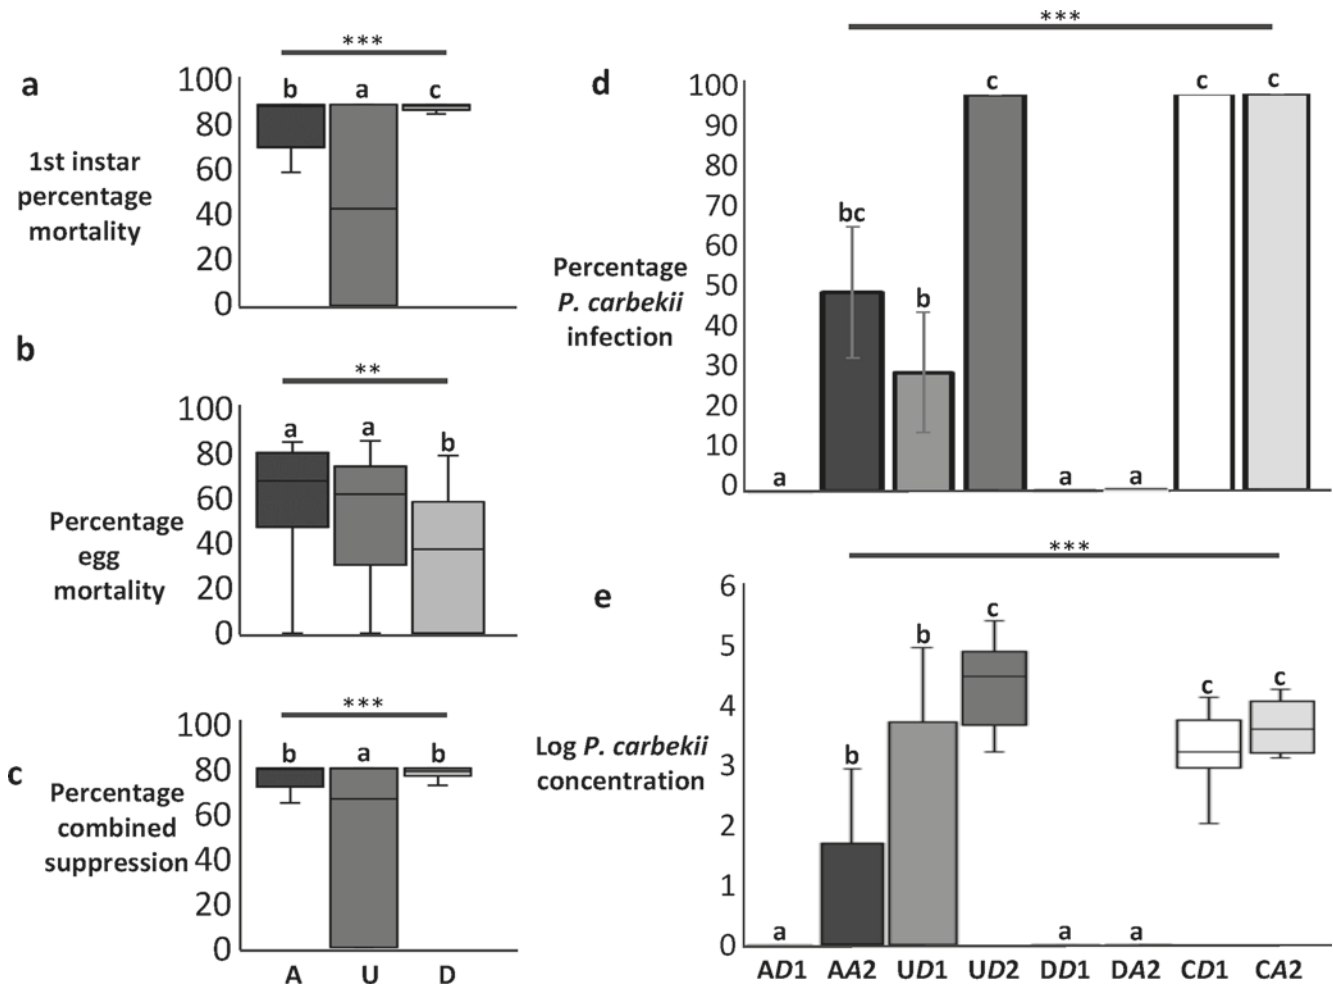 a
1st instar
percentage
mortality
***
100
80
60
40
20
0
b a c
b
Percentage
egg
mortality
**
100
80
60
40
20
0
a a b
c
Percentage
combined
suppression
***
100
80
60
40
20
0
b a b
A U D
d
Percentage
P. carbekii
infection
***
100
90
80
70
60
50
40
30
20
10
0
a bc b c a a c c
e
Log P. carbekii
concentration
***
6
5
4
3
2
1
0
a b b c a a c c
AD1 AA2 UD1 UD2 DD1 DA2 CD1 CA2